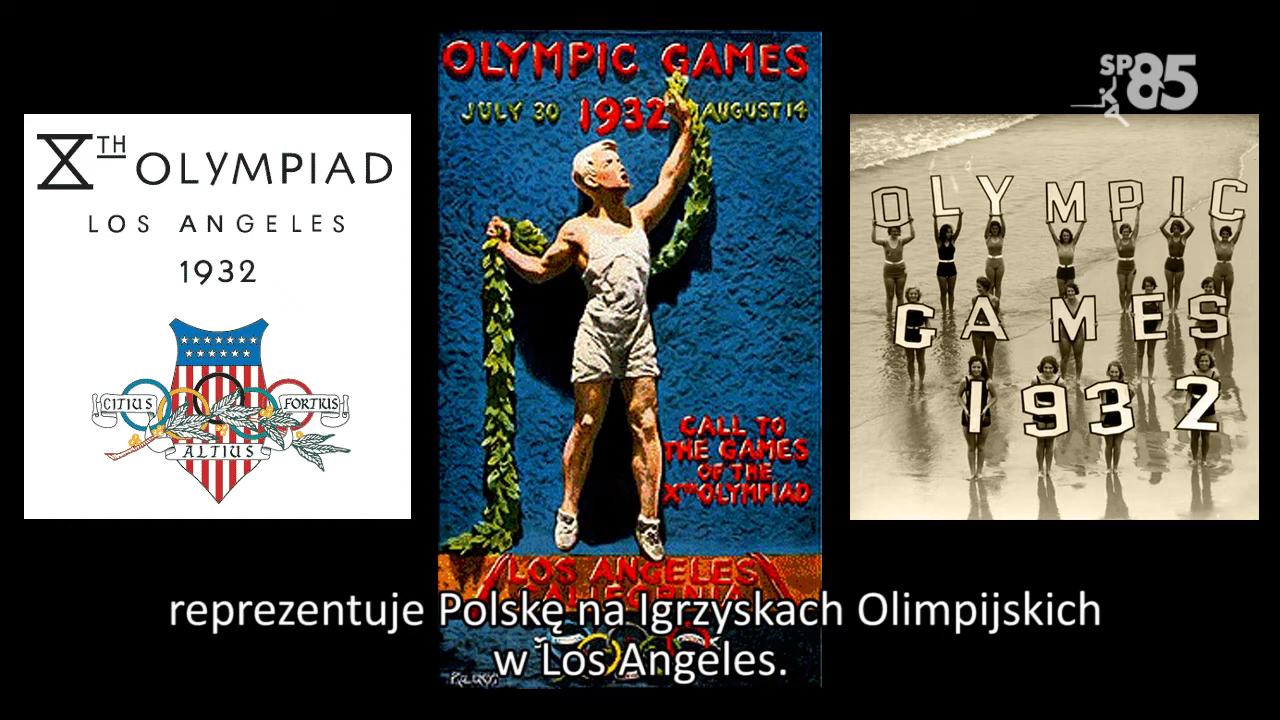 SP85
XTH OLYMPIAD
LOS ANGELES
1932
CITIUS
FORTIUS
ALTIUS
OLYMPIC GAMES
JULY 30 1932 AUGUST 14
CALL TO
THE GAMES
OF THE
XTH OLYMPIAD
LOS ANGELES
CALIFORNIA
OLYMPIC
GAMES
1932
reprezentuje Polskę na Igrzyskach Olimpijskich
w Los Angeles.